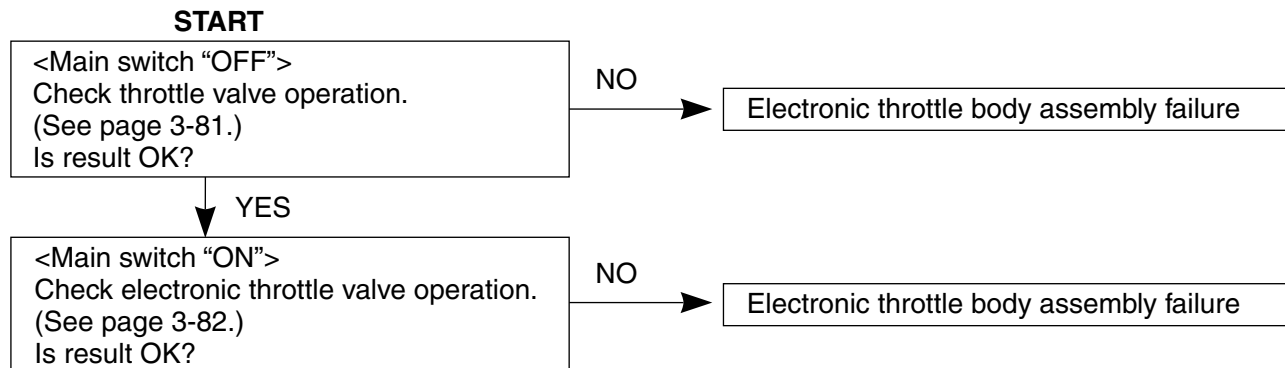 START
<Main switch “OFF”>
Check throttle valve operation.
(See page 3-81.)
Is result OK?
NO
Electronic throttle body assembly failure
YES
<Main switch “ON”>
Check electronic throttle valve operation.
(See page 3-82.)
Is result OK?
NO
Electronic throttle body assembly failure